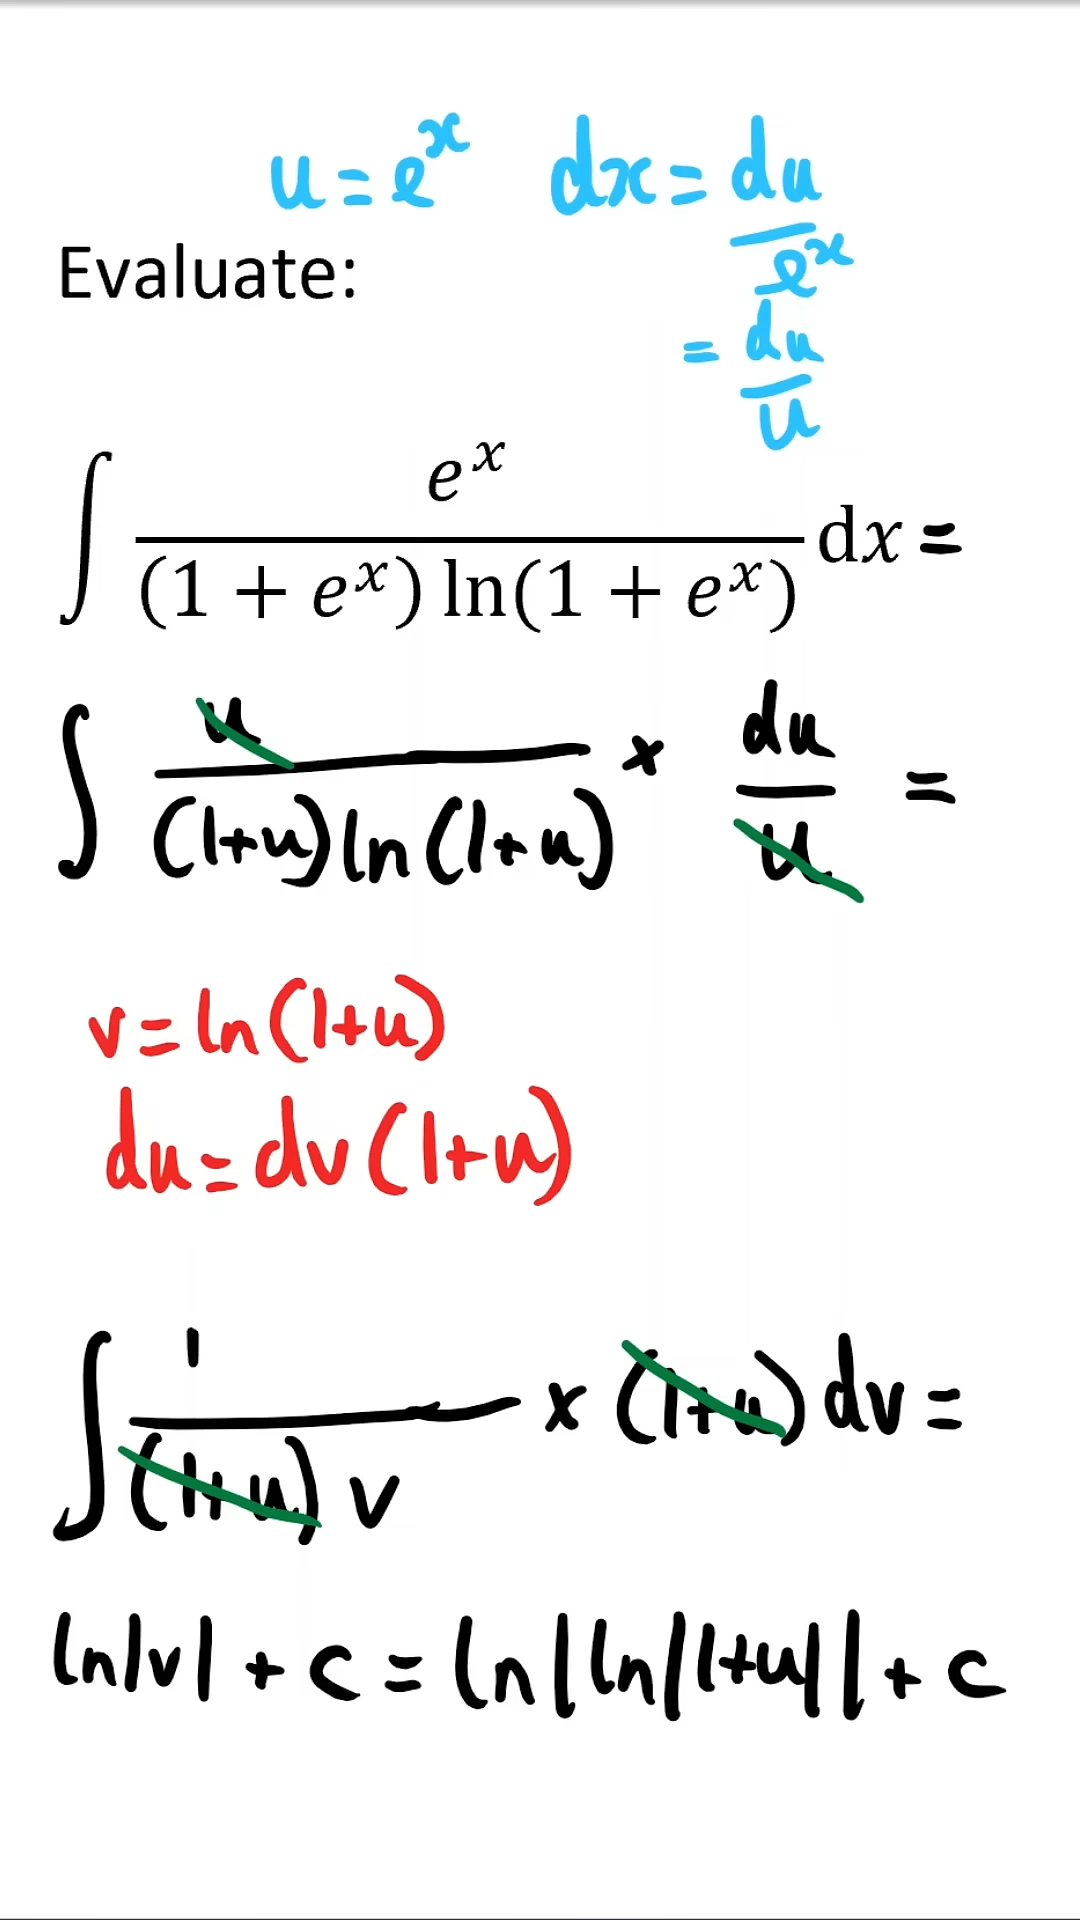 u = e^x dx = du/e^x
Evaluate:
= du/u
∫ e^x / (1 + e^x) ln(1 + e^x) dx =
∫ u / (1+u) ln(1+u) × du/u =
v = ln(1+u)
du = dv(1+u)
∫ 1 / (1+u) v × (1+u) dv =
ln|v| + c = ln|ln|1+u|| + c